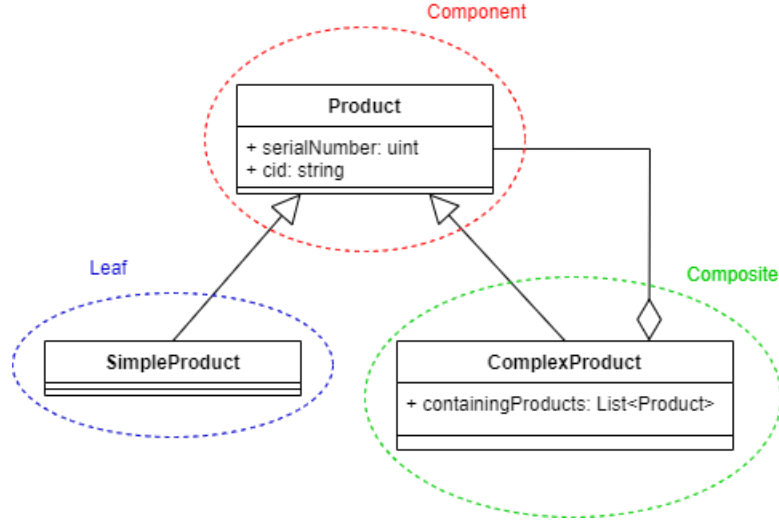 Component
Product
+ serialNumber: uint
+ cid: string
Leaf
Composite
SimpleProduct
ComplexProduct
+ containingProducts: List<Product>